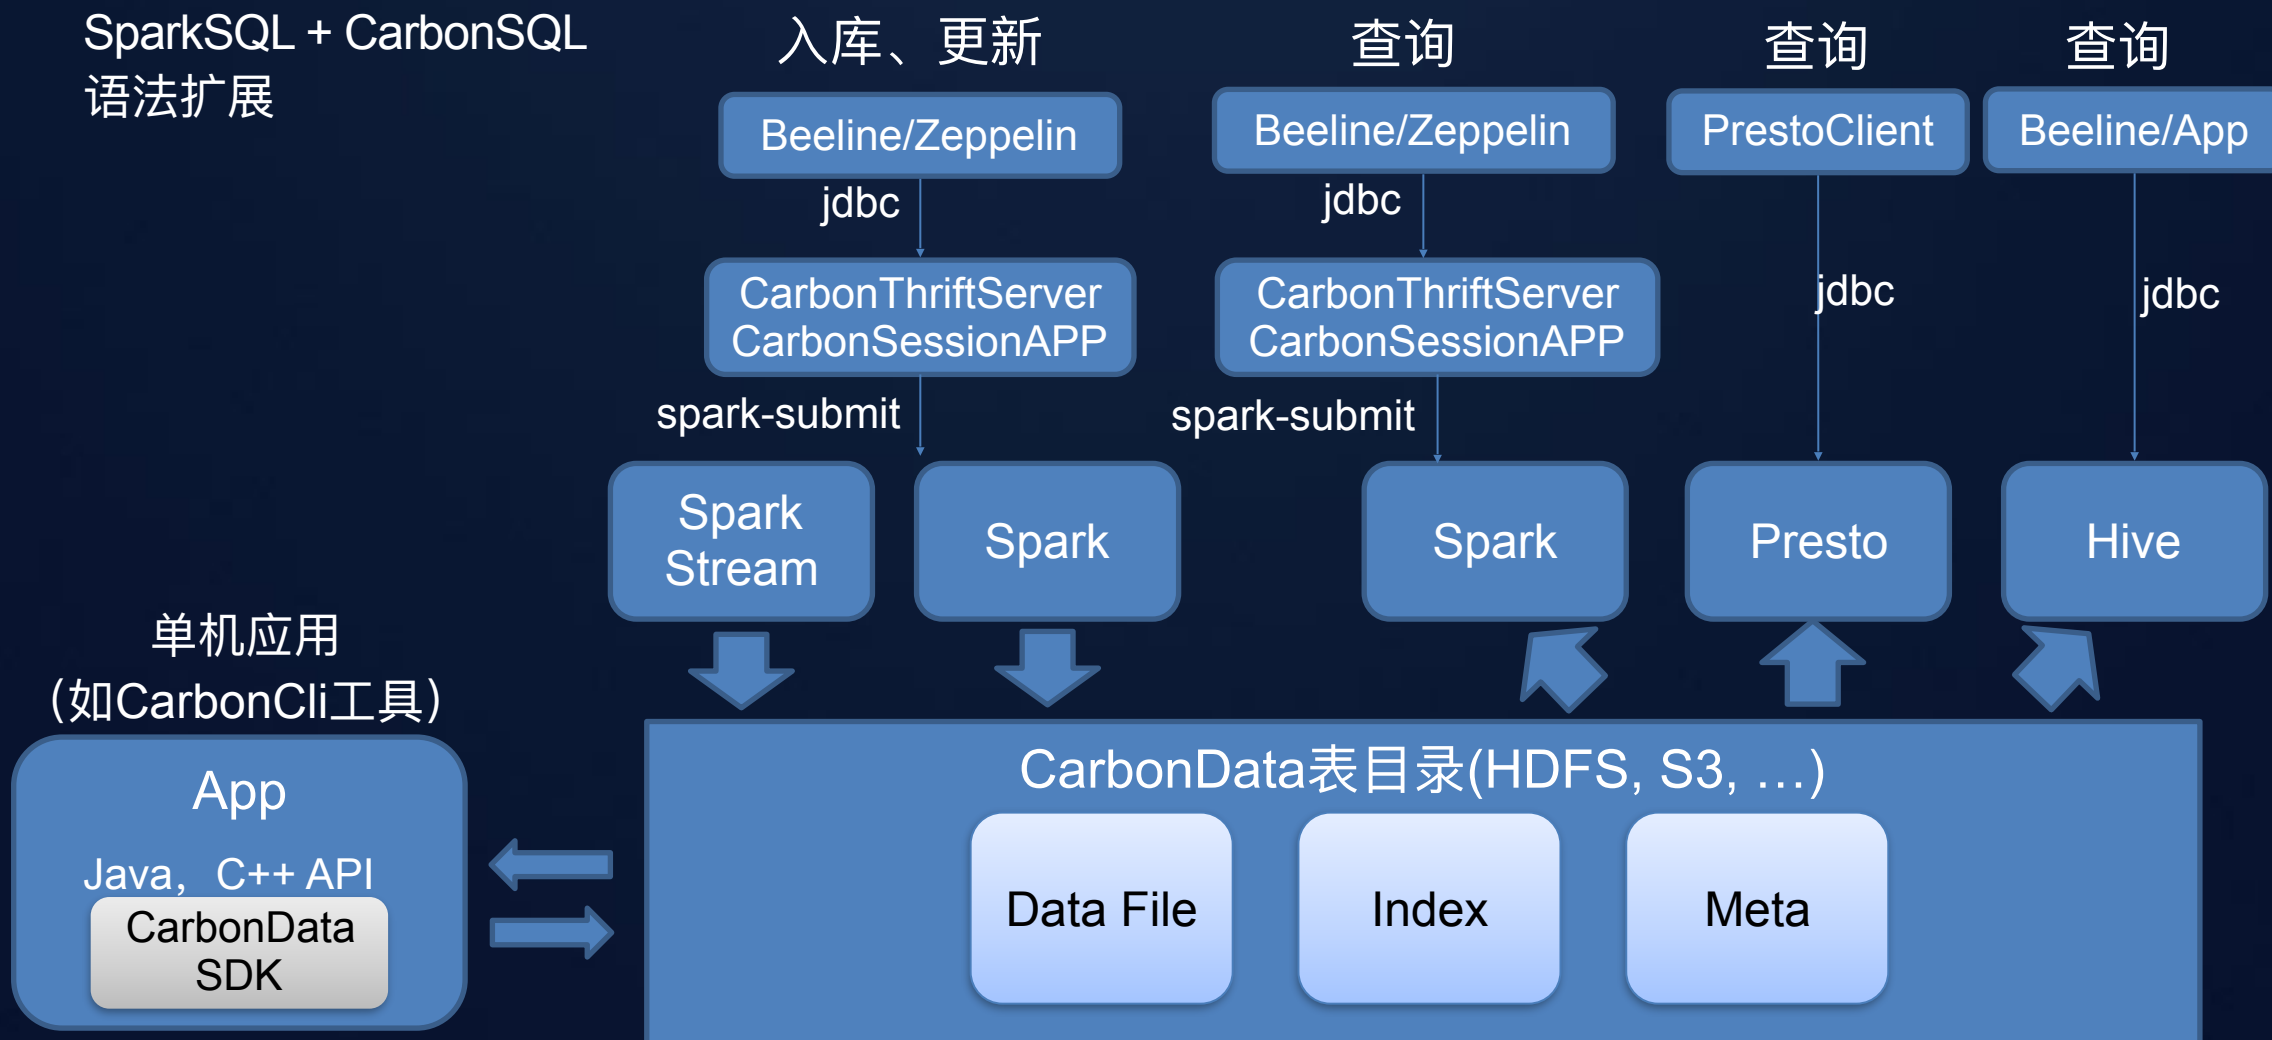 SparkSQL + CarbonSQL
语法扩展
入库、更新
查询
查询
查询
Beeline/Zeppelin
Beeline/Zeppelin
PrestoClient
Beeline/App
jdbc
jdbc
jdbc
jdbc
CarbonThriftServer
CarbonSessionAPP
CarbonThriftServer
CarbonSessionAPP
spark-submit
spark-submit
Spark
Stream
Spark
Spark
Presto
Hive
单机应用
（如CarbonCli工具）
App
Java，C++ API
CarbonData
SDK
CarbonData表目录(HDFS, S3, …)
Data File
Index
Meta